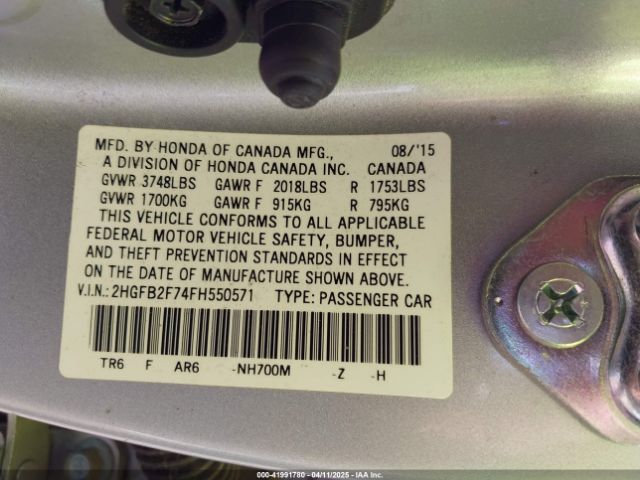 MFD. BY HONDA OF CANADA MFG., 08/'15
A DIVISION OF HONDA CANADA INC. CANADA
GVWR 3748LBS GAWR F 2018LBS R 1753LBS
GVWR 1700KG GAWR F 915KG R 795KG
THIS VEHICLE CONFORMS TO ALL APPLICABLE
FEDERAL MOTOR VEHICLE SAFETY, BUMPER,
AND THEFT PREVENTION STANDARDS IN EFFECT
ON THE DATE OF MANUFACTURE SHOWN ABOVE.
V.I.N.: 2HGFB2F74FH550571 TYPE: PASSENGER CAR
TR6 F AR6 -NH700M -Z -H
000-41991780 - 04/11/2025 - IAA Inc.